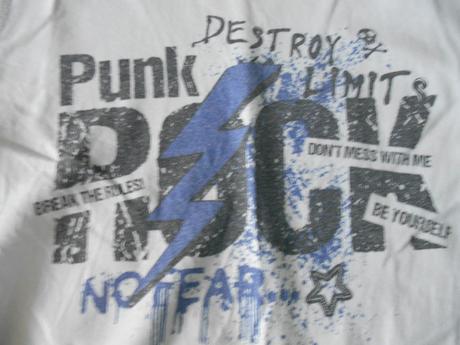 DESTROY
LIMITS
Punk
ROCK
DON'T MESS WITH ME
BREAK THE RULES!
BE YOURSELF
NO FEAR...